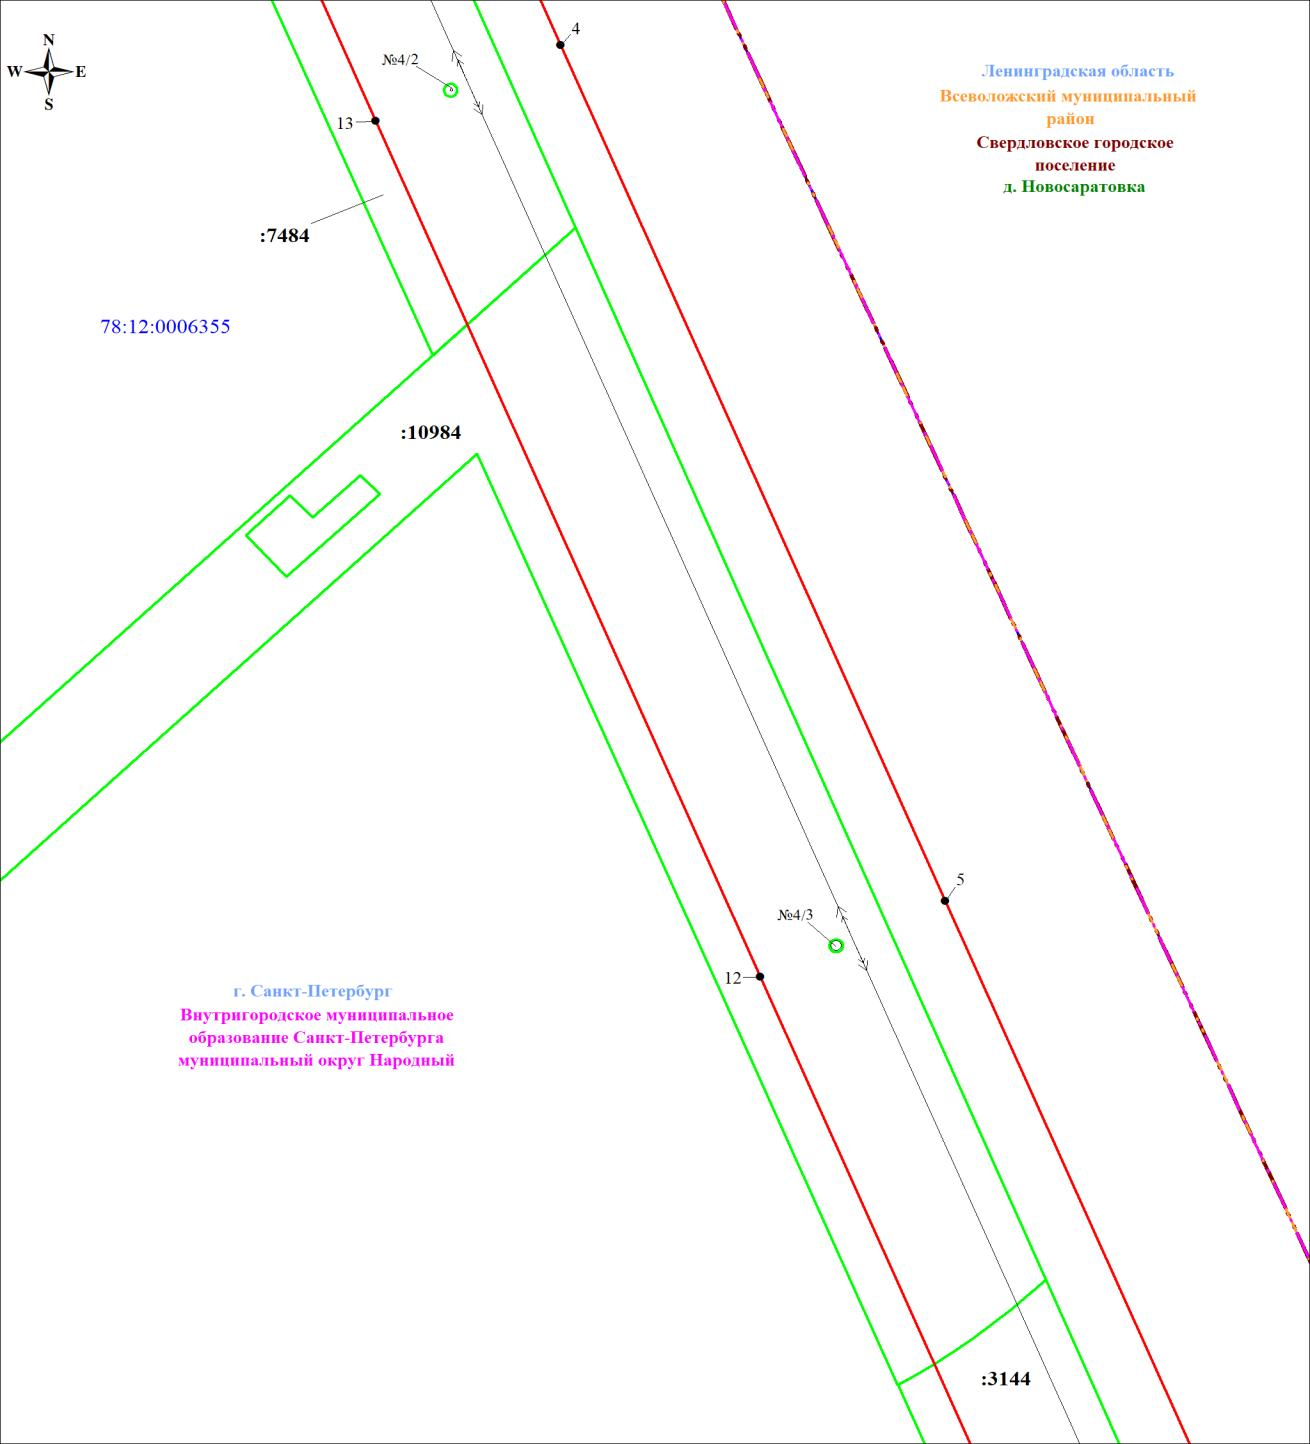 N
W E
S
№4/2
4
13
:7484
78:12:0006355
:10984
Ленинградская область
Всеволожский муниципальный
район
Свердловское городское
поселение
д. Новосаратовка
5
№4/3
12
г. Санкт-Петербург
Внутригородское муниципальное
образование Санкт-Петербурга
муниципальный округ Народный
:3144